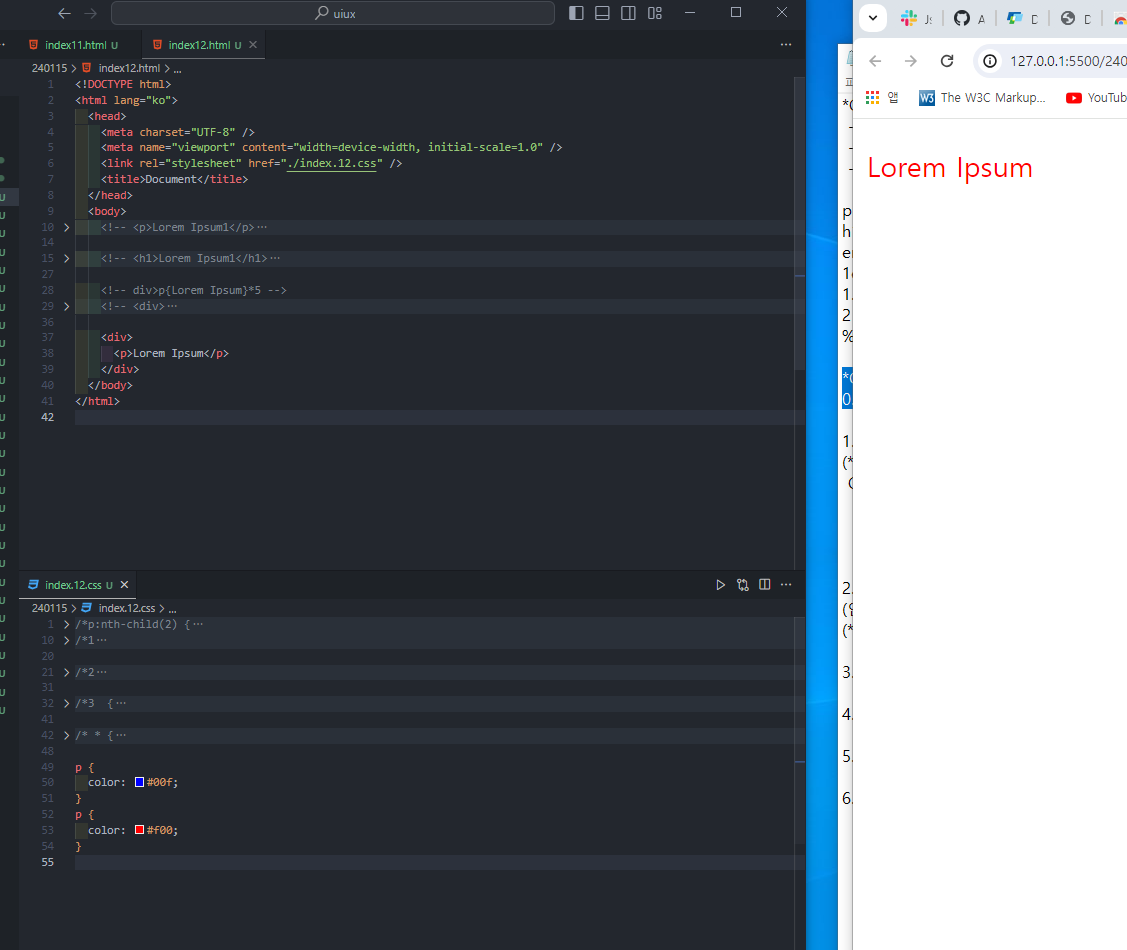 uiux
index11.html U
index12.html U
240115 > index12.html > ...
1 <!DOCTYPE html>
2 <html lang="ko">
3 <head>
4 <meta charset="UTF-8" />
5 <meta name="viewport" content="width=device-width, initial-scale=1.0" />
6 <link rel="stylesheet" href="./index.12.css" />
7 <title>Document</title>
8 </head>
9 <body>
10 <!-- <p>Lorem Ipsum1</p>…
14
15 <!-- <h1>Lorem Ipsum1</h1>…
27
28 <!-- div>p{Lorem Ipsum}*5 -->
29 <!-- <div>…
36
37 <div>
38 <p>Lorem Ipsum</p>
39 </div>
40 </body>
41 </html>
42
index.12.css U
240115 > index.12.css > ...
1 /*p:nth-child(2) {…
10 /*1…
20
21 /*2…
31
32 /*3  {…
41
42 /* * {…
48
49 p {
50 color: #00f;
51 }
52 p {
53 color: #f00;
54 }
55
127.0.0.1:5500/240
앱
The W3C Markup...
YouTub
Lorem Ipsum